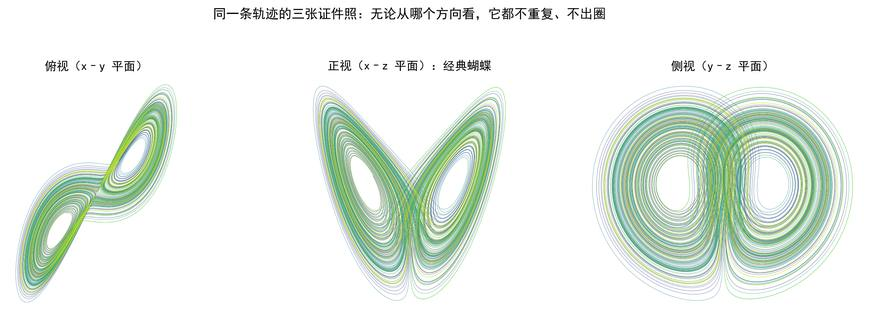 同一条轨迹的三张证件照：无论从哪个方向看，它都不重复、不出圈
俯视（x–y 平面）
正视（x–z 平面）：经典蝴蝶
侧视（y–z 平面）